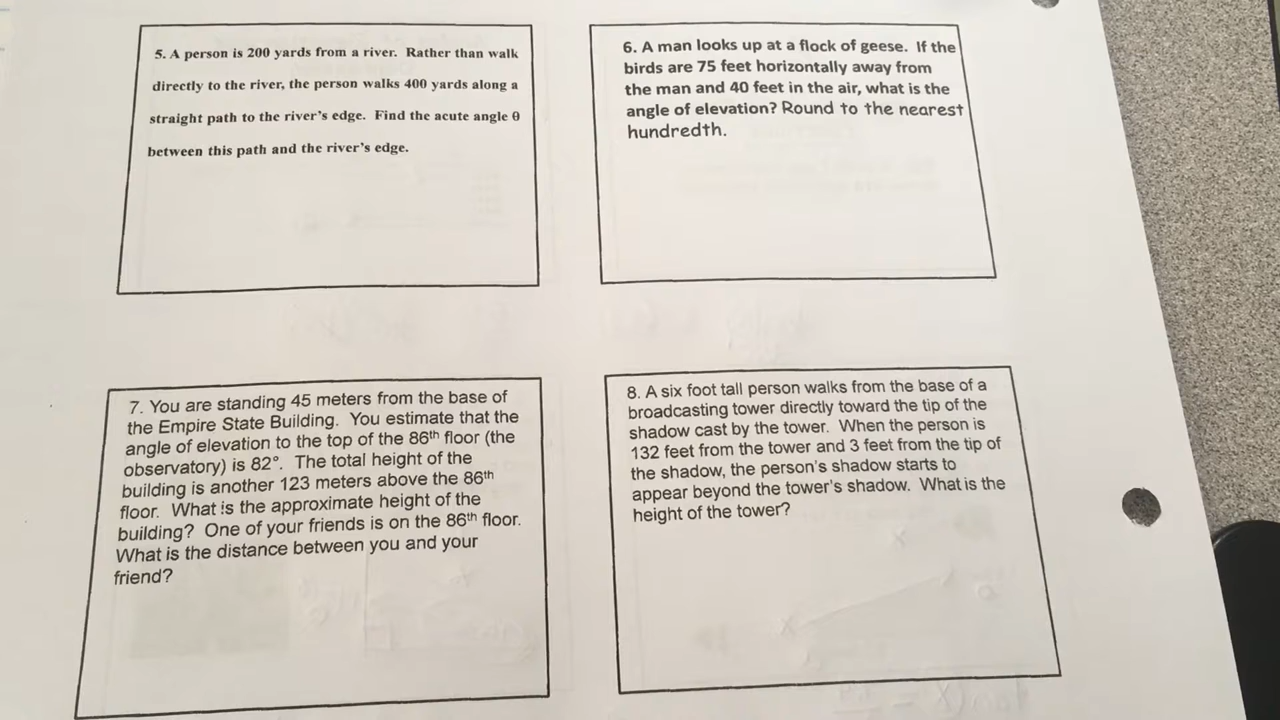 5. A person is 200 yards from a river. Rather than walk
directly to the river, the person walks 400 yards along a
straight path to the river's edge. Find the acute angle θ
between this path and the river's edge.
6. A man looks up at a flock of geese. If the
birds are 75 feet horizontally away from
the man and 40 feet in the air, what is the
angle of elevation? Round to the nearest
hundredth.
7. You are standing 45 meters from the base of
the Empire State Building. You estimate that the
angle of elevation to the top of the 86th floor (the
observatory) is 82°. The total height of the
building is another 123 meters above the 86th
floor. What is the approximate height of the
building? One of your friends is on the 86th floor.
What is the distance between you and your
friend?
8. A six foot tall person walks from the base of a
broadcasting tower directly toward the tip of the
shadow cast by the tower. When the person is
132 feet from the tower and 3 feet from the tip of
the shadow, the person's shadow starts to
appear beyond the tower's shadow. What is the
height of the tower?